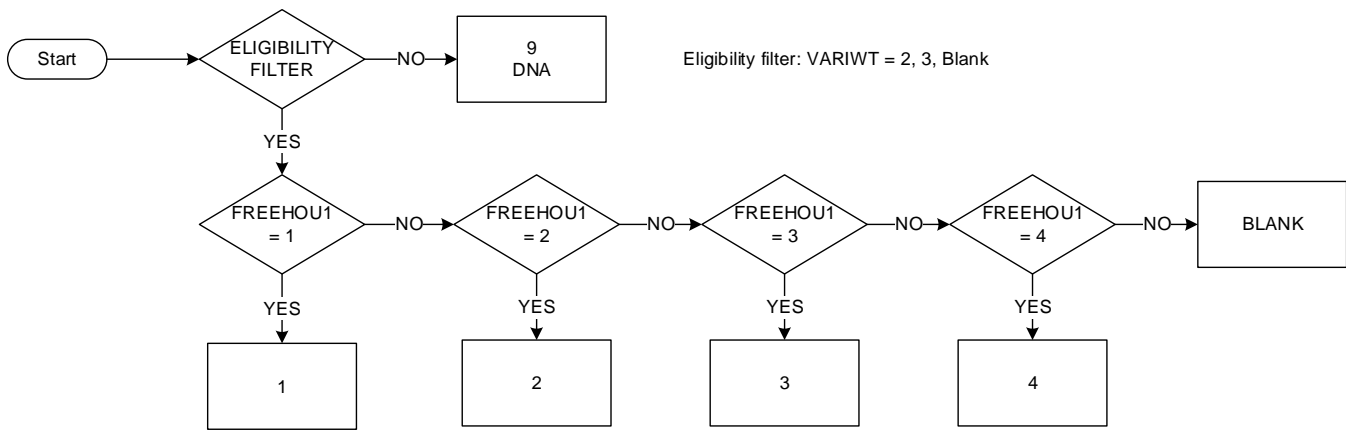 Start
ELIGIBILITY
FILTER
NO
9
DNA
Eligibility filter: VARIWT = 2, 3, Blank
YES
FREEHOU1
= 1
NO
FREEHOU1
= 2
NO
FREEHOU1
= 3
NO
FREEHOU1
= 4
NO
BLANK
YES
YES
YES
YES
1
2
3
4